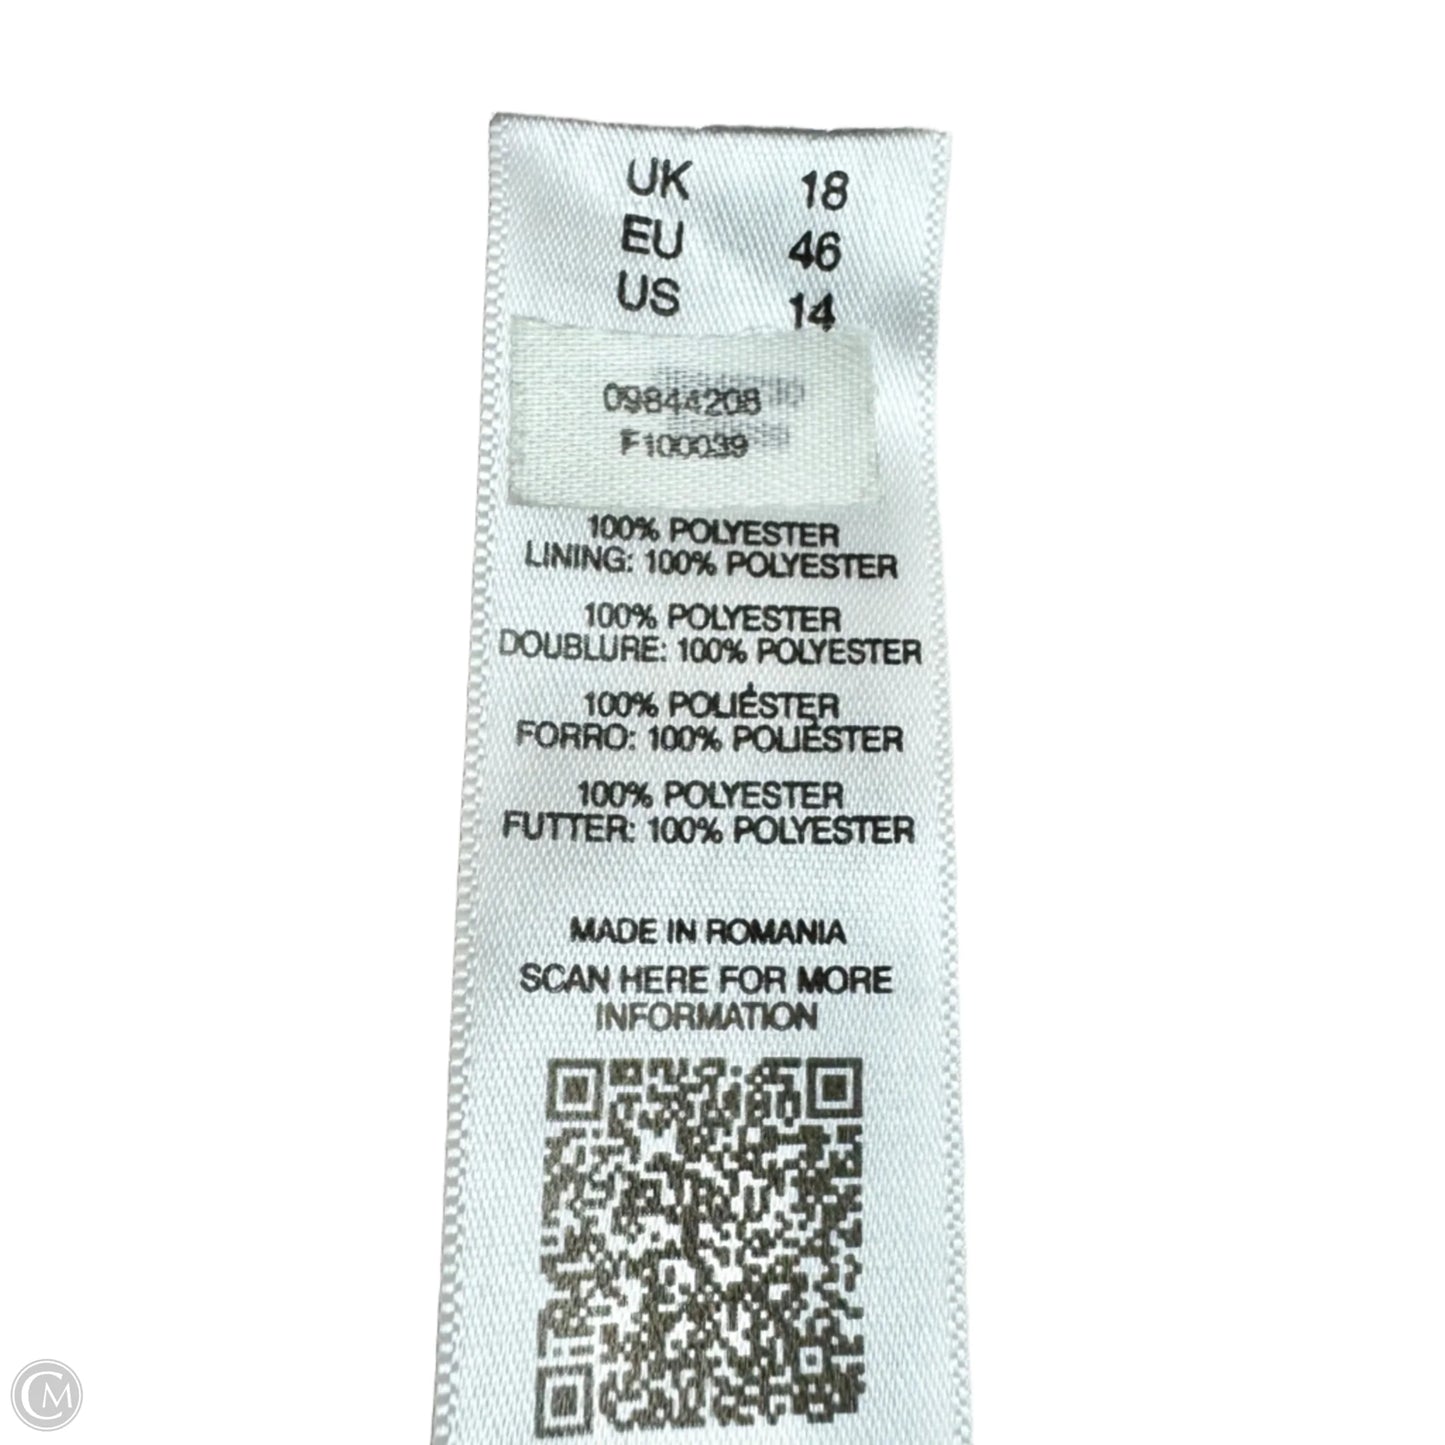 UK 18
EU 46
US 14
09844208
F100039
100% POLYESTER
LINING: 100% POLYESTER
100% POLYESTER
DOUBLURE: 100% POLYESTER
100% POLIÉSTER
FORRO: 100% POLIÉSTER
100% POLYESTER
FUTTER: 100% POLYESTER
MADE IN ROMANIA
SCAN HERE FOR MORE
INFORMATION
CM